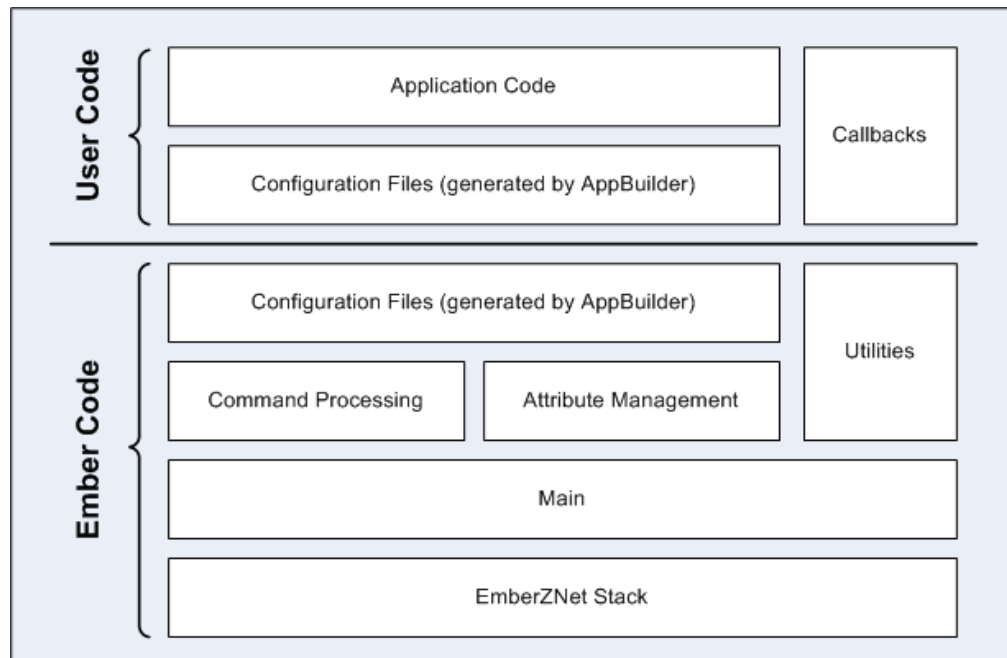 User Code
Application Code
Callbacks
Configuration Files (generated by AppBuilder)
Ember Code
Configuration Files (generated by AppBuilder)
Utilities
Command Processing
Attribute Management
Main
EmberZNet Stack